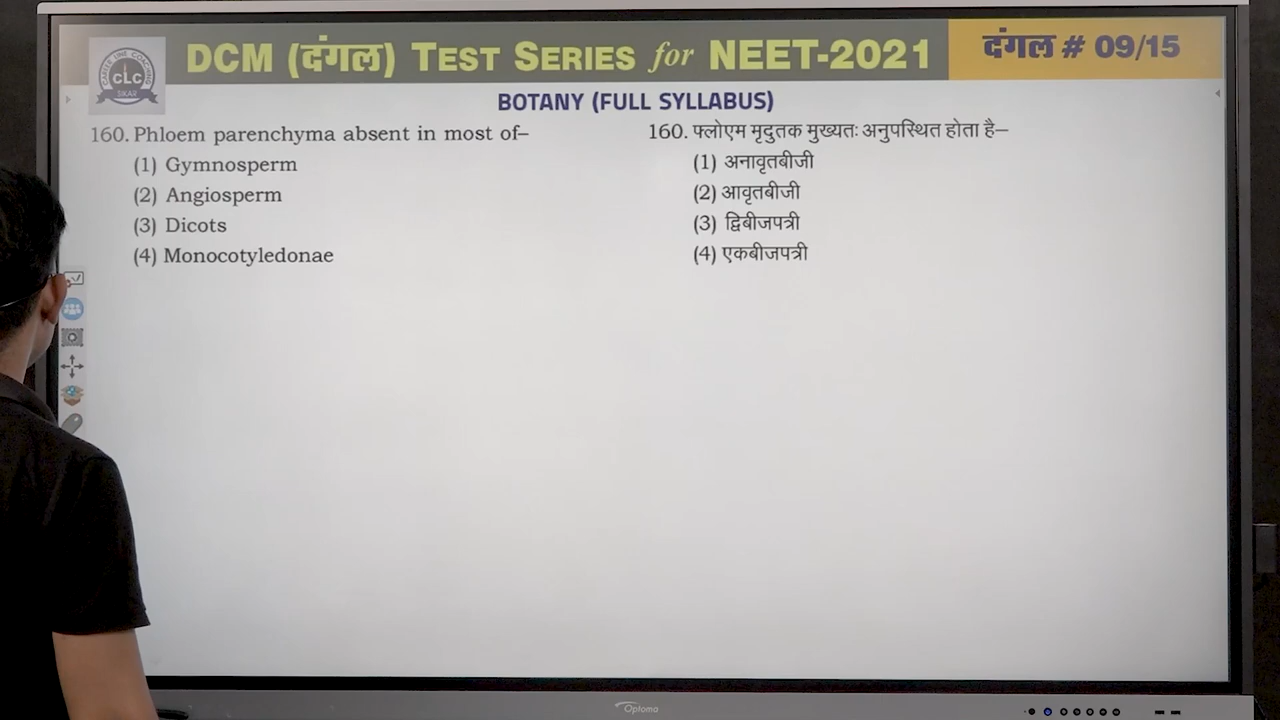 DCM (दंगल) TEST SERIES for NEET-2021
दंगल # 09/15
CLC
SIKAR
BOTANY (FULL SYLLABUS)
160. Phloem parenchyma absent in most of–
(1) Gymnosperm
(2) Angiosperm
(3) Dicots
(4) Monocotyledonae
160. फ्लोएम मृदुतक मुख्यतः अनुपस्थित होता है–
(1) अनावृतबीजी
(2) आवृतबीजी
(3) द्विबीजपत्री
(4) एकबीजपत्री
Optoma